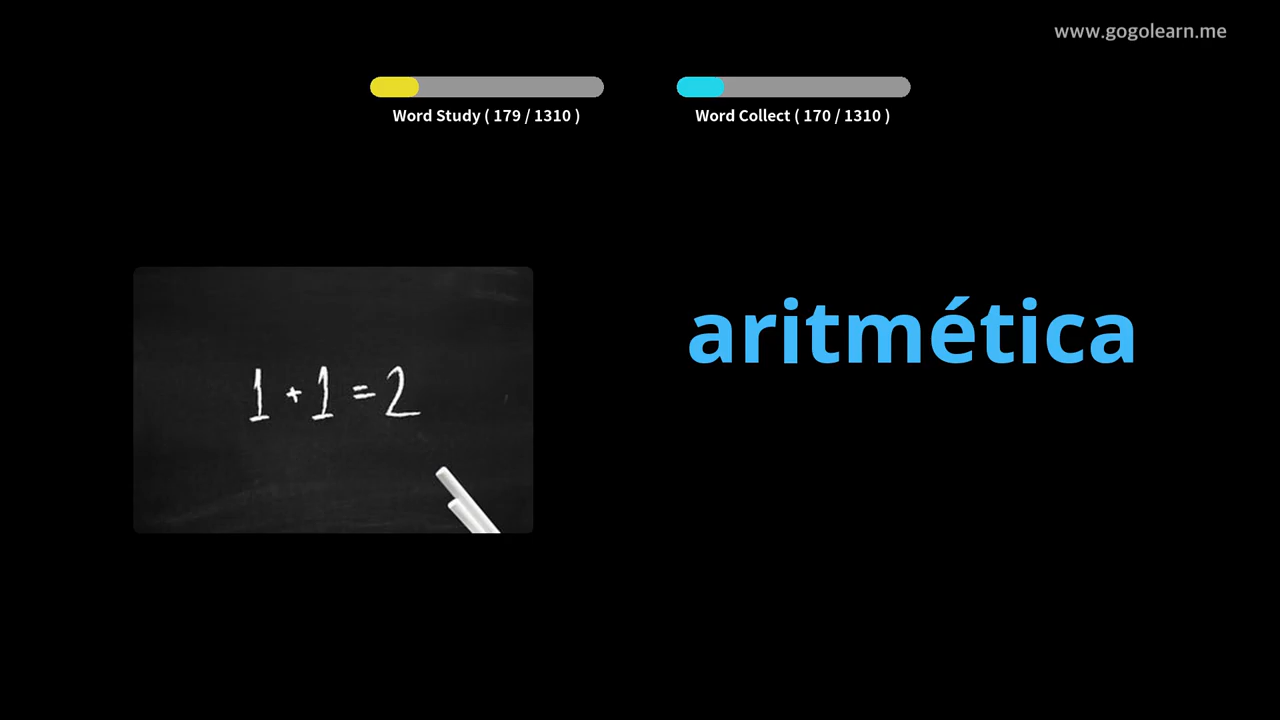 www.gogolearn.me
Word Study ( 179 / 1310 )
Word Collect ( 170 / 1310 )
1 + 1 = 2
aritmética